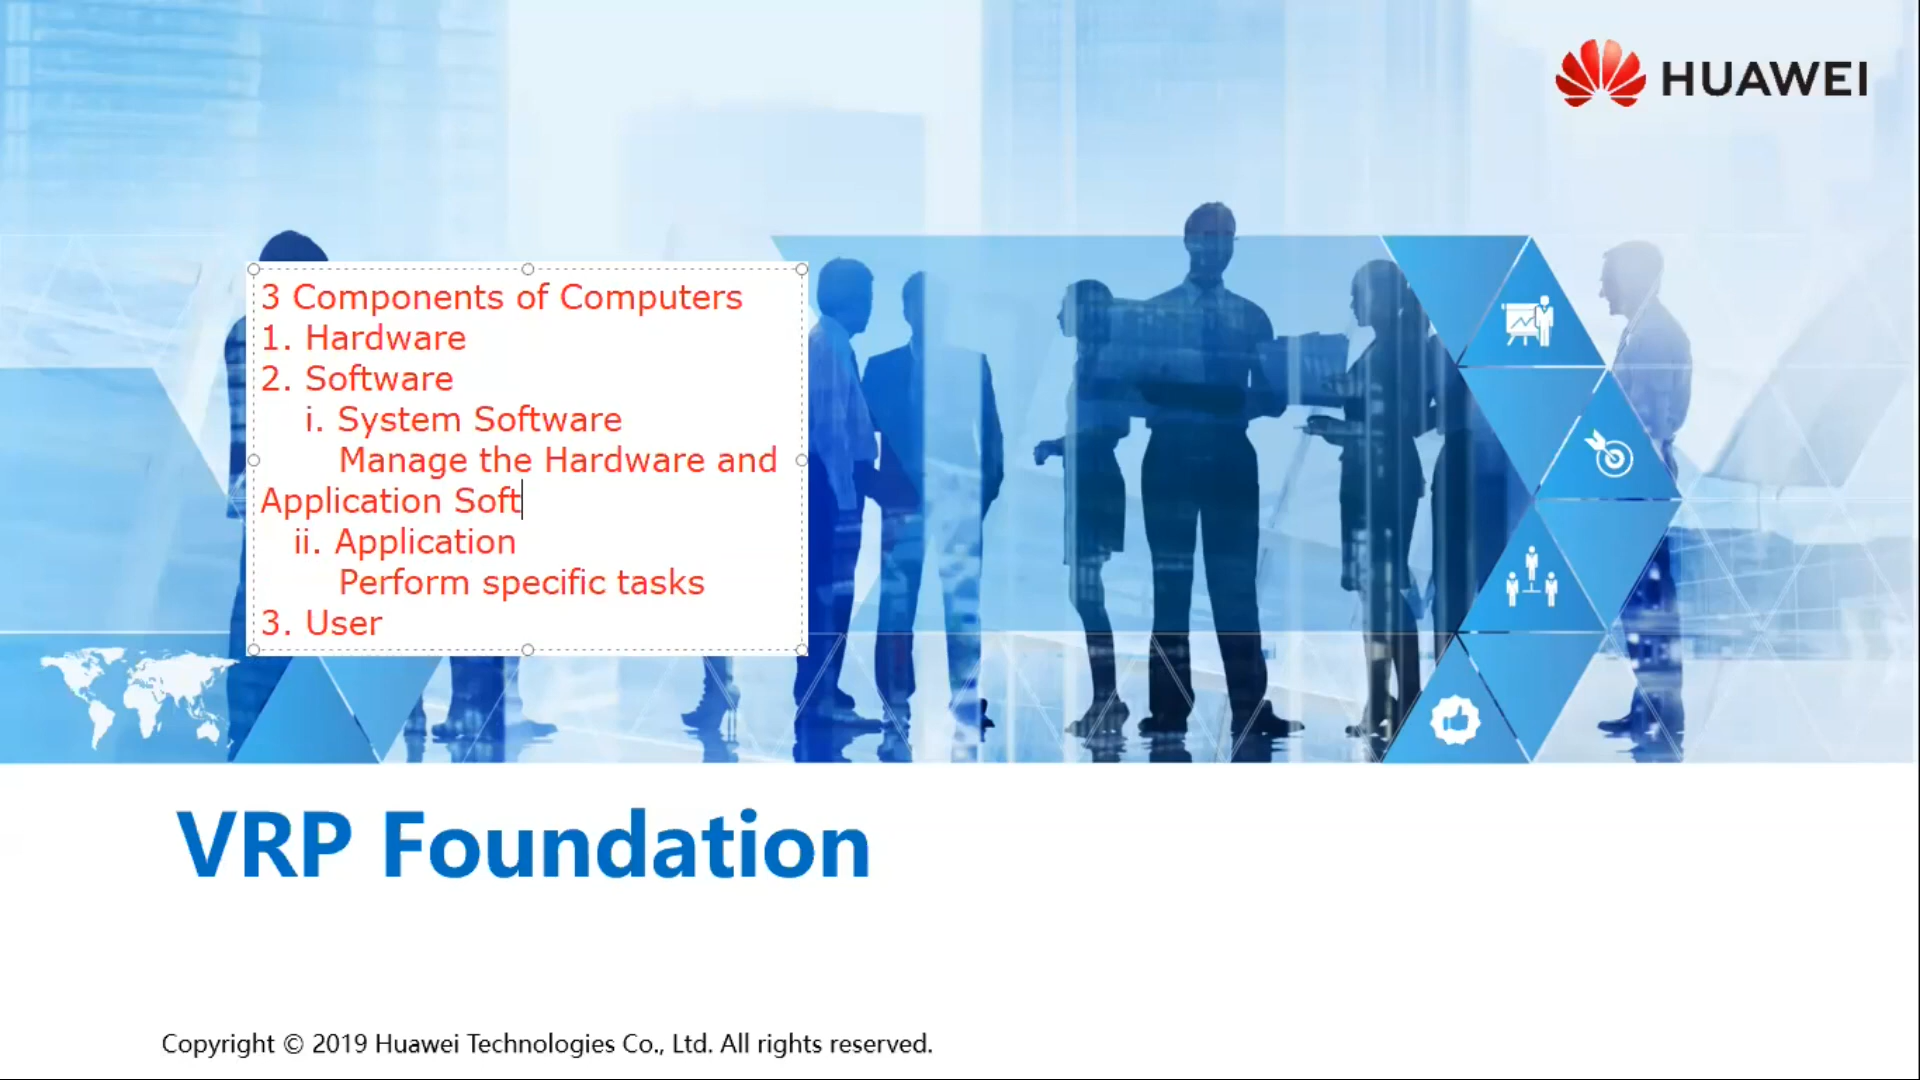 HUAWEI
3 Components of Computers
1. Hardware
2. Software
i. System Software
Manage the Hardware and
Application Soft
ii. Application
Perform specific tasks
3. User
VRP Foundation
Copyright © 2019 Huawei Technologies Co., Ltd. All rights reserved.